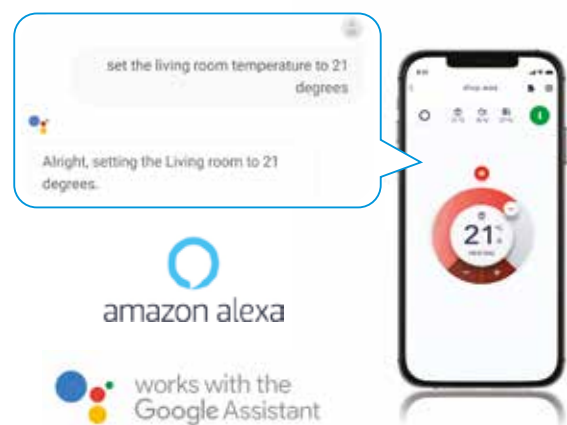 set the living room temperature to 21
degrees
Alright, setting the Living room to 21
degrees.
21
amazon alexa
works with the
Google Assistant